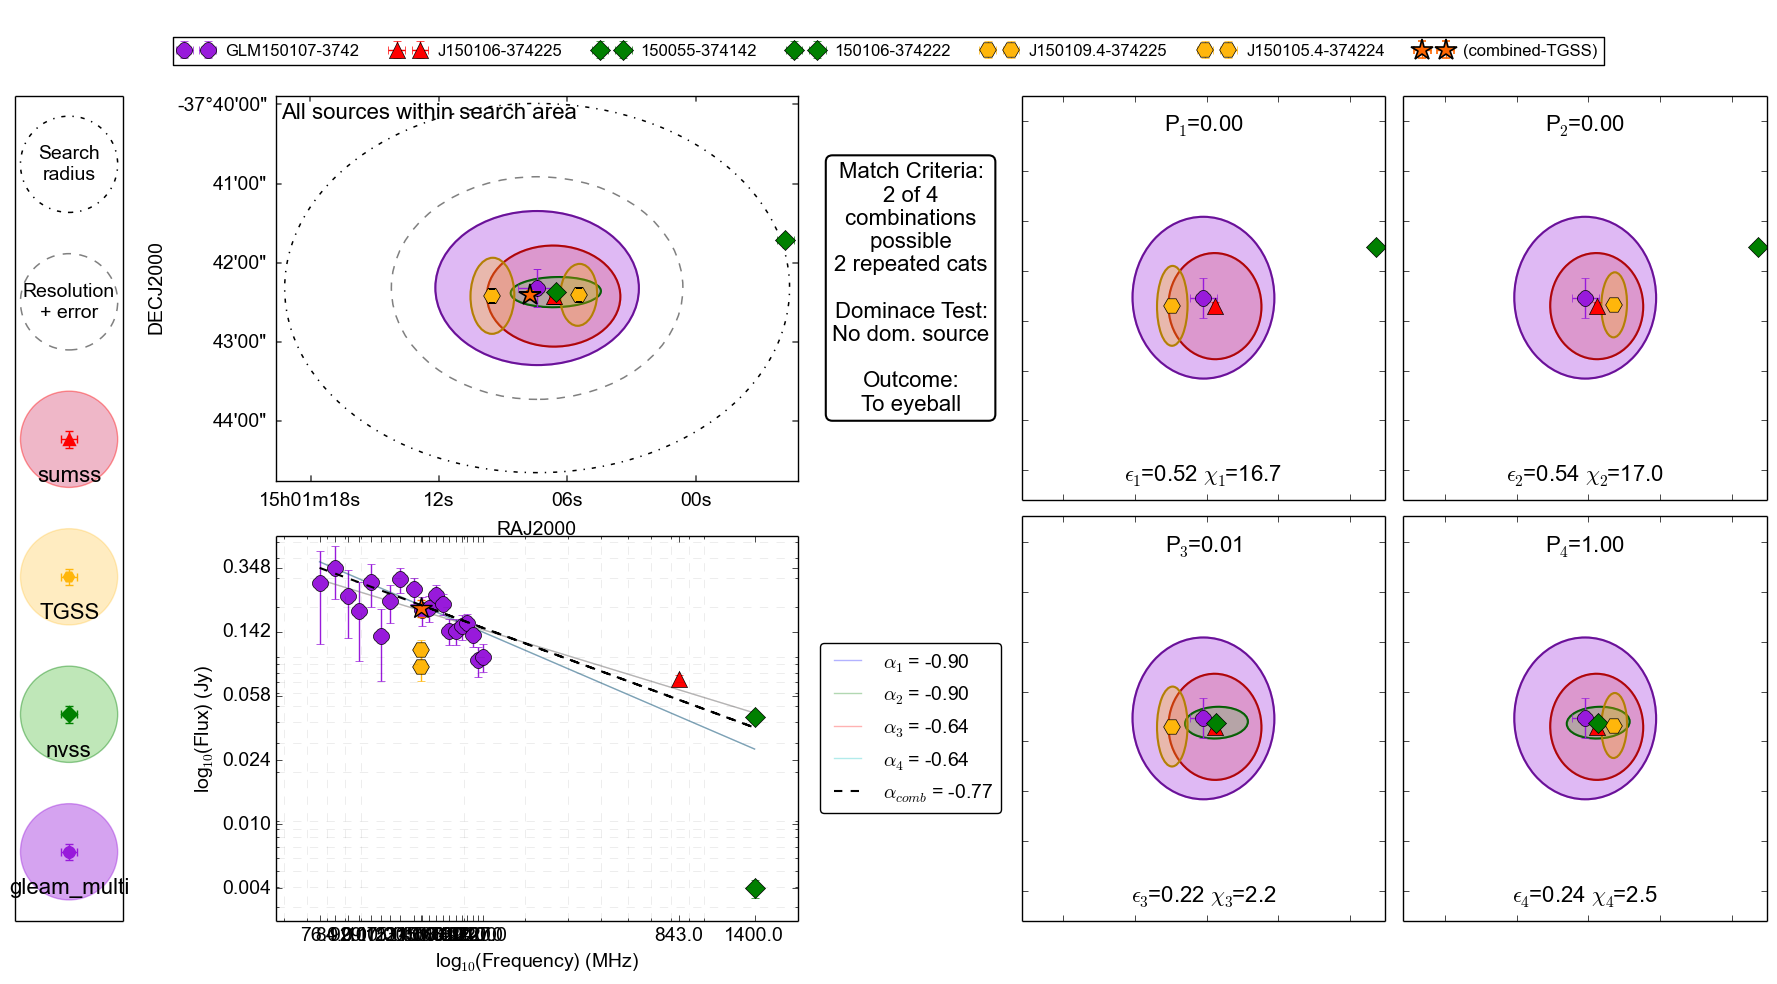 GLM150107-3742 J150106-374225 150055-374142 150106-374222 J150109.4-374225 J150105.4-374224 (combined-TGSS)
Search
radius
Resolution
+ error
sumss
TGSS
nvss
gleam_multi
All sources within search area
-37°40'00"
41'00"
42'00"
43'00"
44'00"
DECJ2000
15h01m18s 12s 06s 00s
RAJ2000
Match Criteria:
2 of 4
combinations
possible
2 repeated cats
Dominace Test:
No dom. source
Outcome:
To eyeball
P1=0.00
ϵ1=0.52 χ1=16.7
P2=0.00
ϵ2=0.54 χ2=17.0
0.348
0.142
0.058
0.024
0.010
0.004
log10(Flux) (Jy)
843.0 1400.0
log10(Frequency) (MHz)
α1 = -0.90
α2 = -0.90
α3 = -0.64
α4 = -0.64
αcomb = -0.77
P3=0.01
ϵ3=0.22 χ3=2.2
P4=1.00
ϵ4=0.24 χ4=2.5